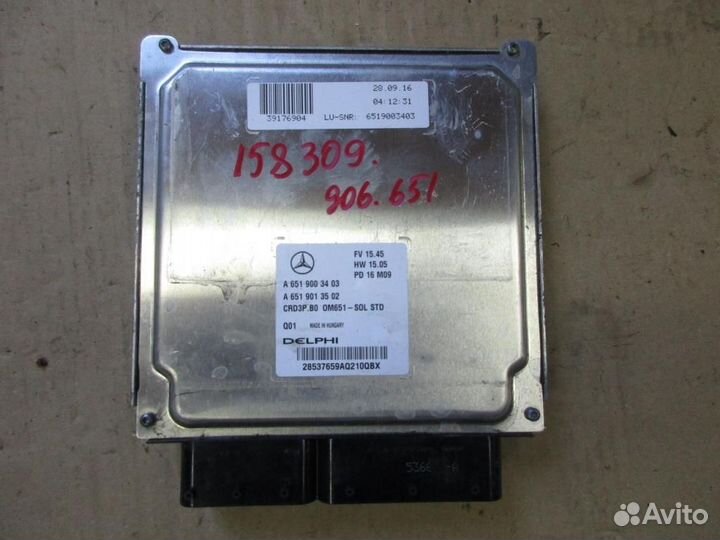 28.09.16
04:12:31
39176904 LU-SNR: 6519003403
158309.
906.651
FV 15.45
HW 15.05
PD 16 M09
A 651 900 34 03
A 651 901 35 02
CRD3P.B0 OM651-SOL STD
Q01 MADE IN HUNGARY
DELPHI
28537659AQ210QBX
Avito